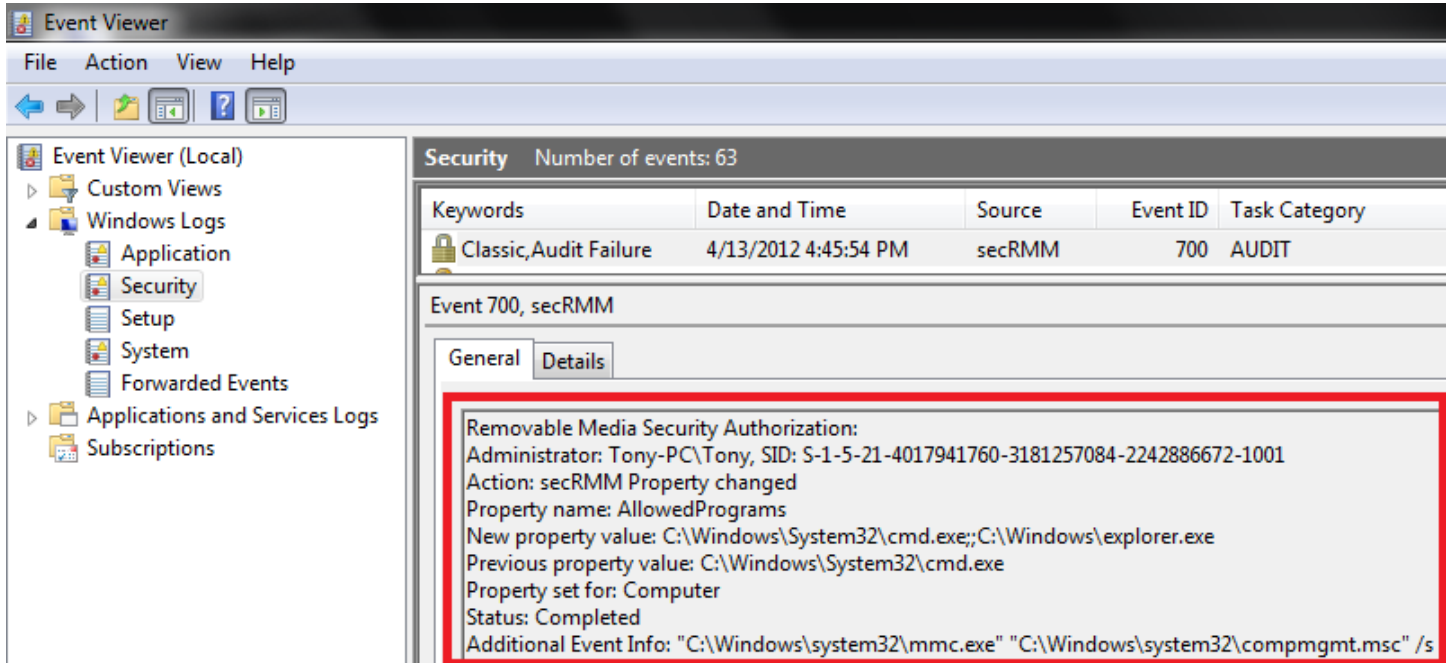 Event Viewer
File Action View Help
Event Viewer (Local)
Custom Views
Windows Logs
Application
Security
Setup
System
Forwarded Events
Applications and Services Logs
Subscriptions
Security Number of events: 63
Keywords Date and Time Source Event ID Task Category
Classic,Audit Failure 4/13/2012 4:45:54 PM secRMM 700 AUDIT
Event 700, secRMM
General Details
Removable Media Security Authorization:
Administrator: Tony-PC\Tony, SID: S-1-5-21-4017941760-3181257084-2242886672-1001
Action: secRMM Property changed
Property name: AllowedPrograms
New property value: C:\Windows\System32\cmd.exe;;C:\Windows\explorer.exe
Previous property value: C:\Windows\System32\cmd.exe
Property set for: Computer
Status: Completed
Additional Event Info: "C:\Windows\system32\mmc.exe" "C:\Windows\system32\compmgmt.msc" /s